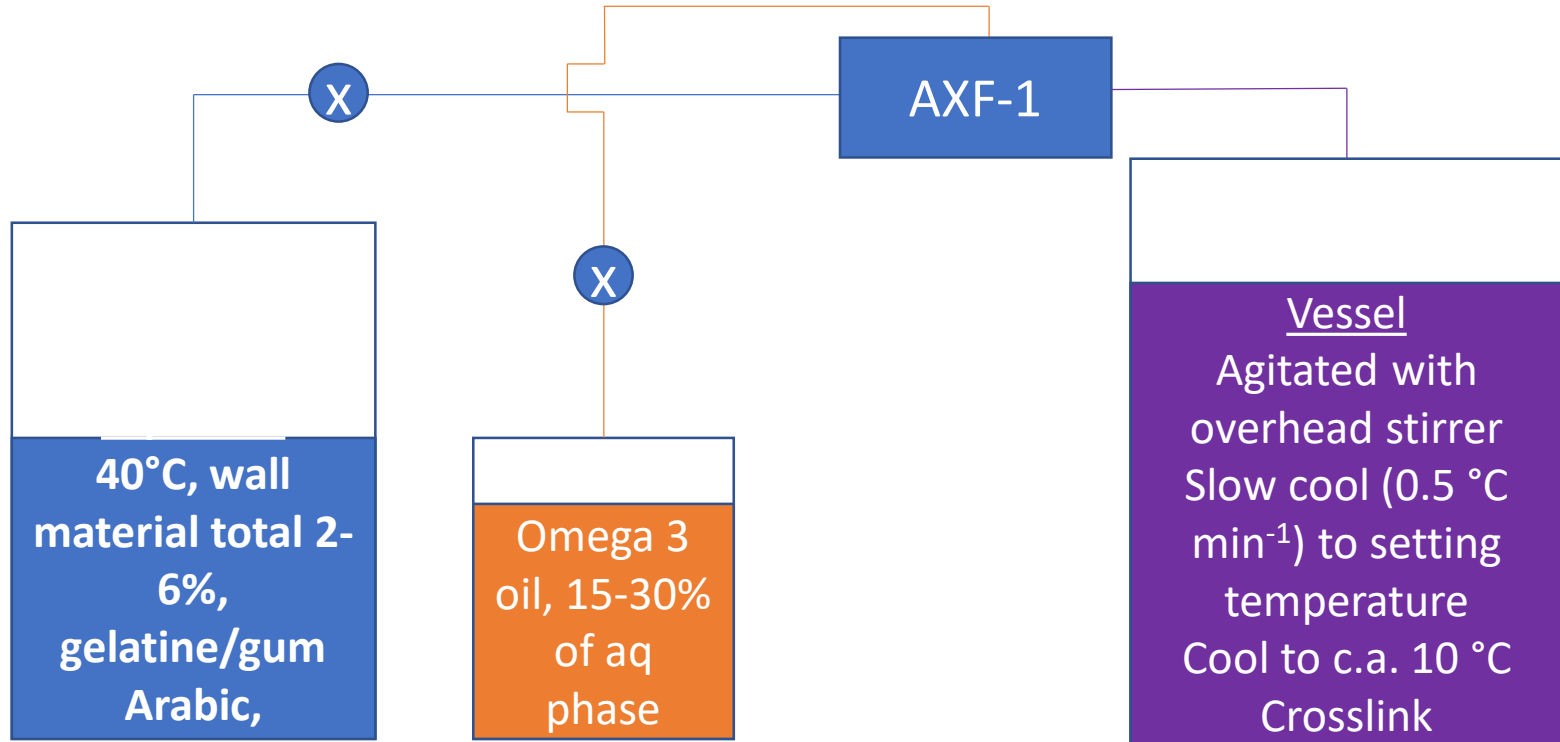 X
AXF-1
X
40°C, wall
material total 2-
6%,
gelatine/gum
Arabic,
Omega 3
oil, 15-30%
of aq
phase
Vessel
Agitated with
overhead stirrer
Slow cool (0.5 °C
min⁻¹) to setting
temperature
Cool to c.a. 10 °C
Crosslink